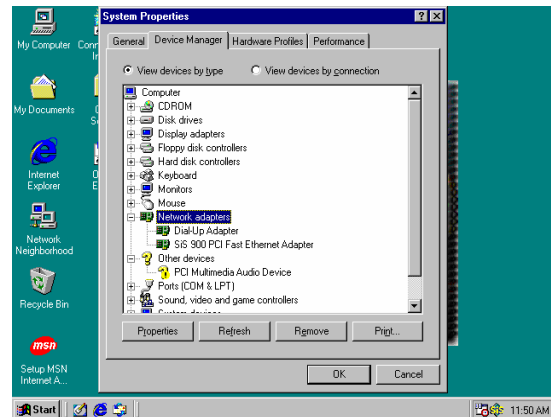 System Properties
General
Device Manager
Hardware Profiles
Performance
View devices by type
View devices by connection
Computer
CDROM
Disk drives
Display adapters
Floppy disk controllers
Hard disk controllers
Keyboard
Monitors
Mouse
Network adapters
Dial-Up Adapter
SiS 900 PCI Fast Ethernet Adapter
Other devices
PCI Multimedia Audio Device
Ports (COM & LPT)
Sound, video and game controllers
System devices
Properties
Refresh
Remove
Print...
OK
Cancel
My Computer
My Documents
Internet
Explorer
Network
Neighborhood
Recycle Bin
msn
Setup MSN
Internet A...
Start
11:50 AM